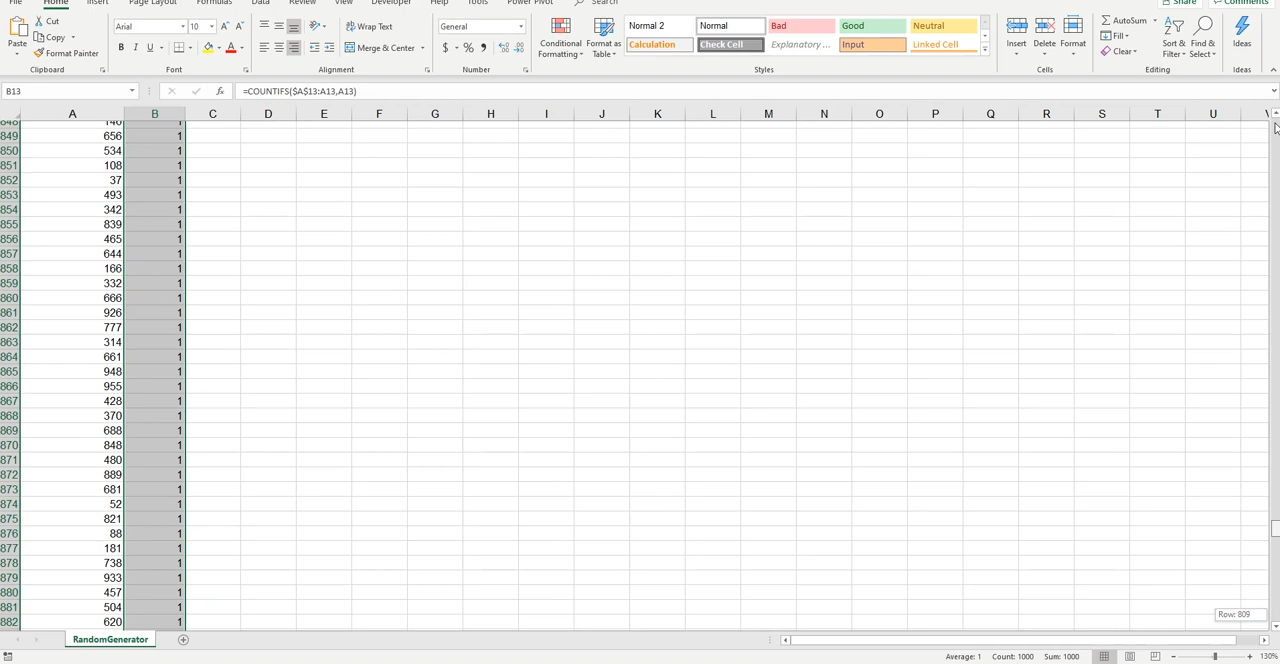 File Home Insert Page Layout Formulas Data Review View Developer Help Tools Power Pivot Search Share Comments
Paste Cut Copy Format Painter Clipboard
Arial 10 B I U Font
Wrap Text Merge & Center Alignment
General $ % Number
Conditional Formatting Format as Table
Normal 2 Normal Bad Good Neutral
Calculation Check Cell Explanatory ... Input Linked Cell
Styles
Insert Delete Format Cells
AutoSum Fill Clear Sort & Filter Find & Select Editing
Ideas Ideas
B13 fx =COUNTIFS($A$13:A13,A13)
A B C D E F G H I J K L M N O P Q R S T U V
848 140 1
849 656 1
850 534 1
851 108 1
852 37 1
853 493 1
854 342 1
855 839 1
856 465 1
857 644 1
858 166 1
859 332 1
860 666 1
861 926 1
862 777 1
863 314 1
864 661 1
865 948 1
866 955 1
867 428 1
868 370 1
869 688 1
870 848 1
871 480 1
872 889 1
873 681 1
874 52 1
875 821 1
876 88 1
877 181 1
878 738 1
879 933 1
880 457 1
881 504 1
882 620 1
Row: 809
RandomGenerator
Average: 1 Count: 1000 Sum: 1000 130%